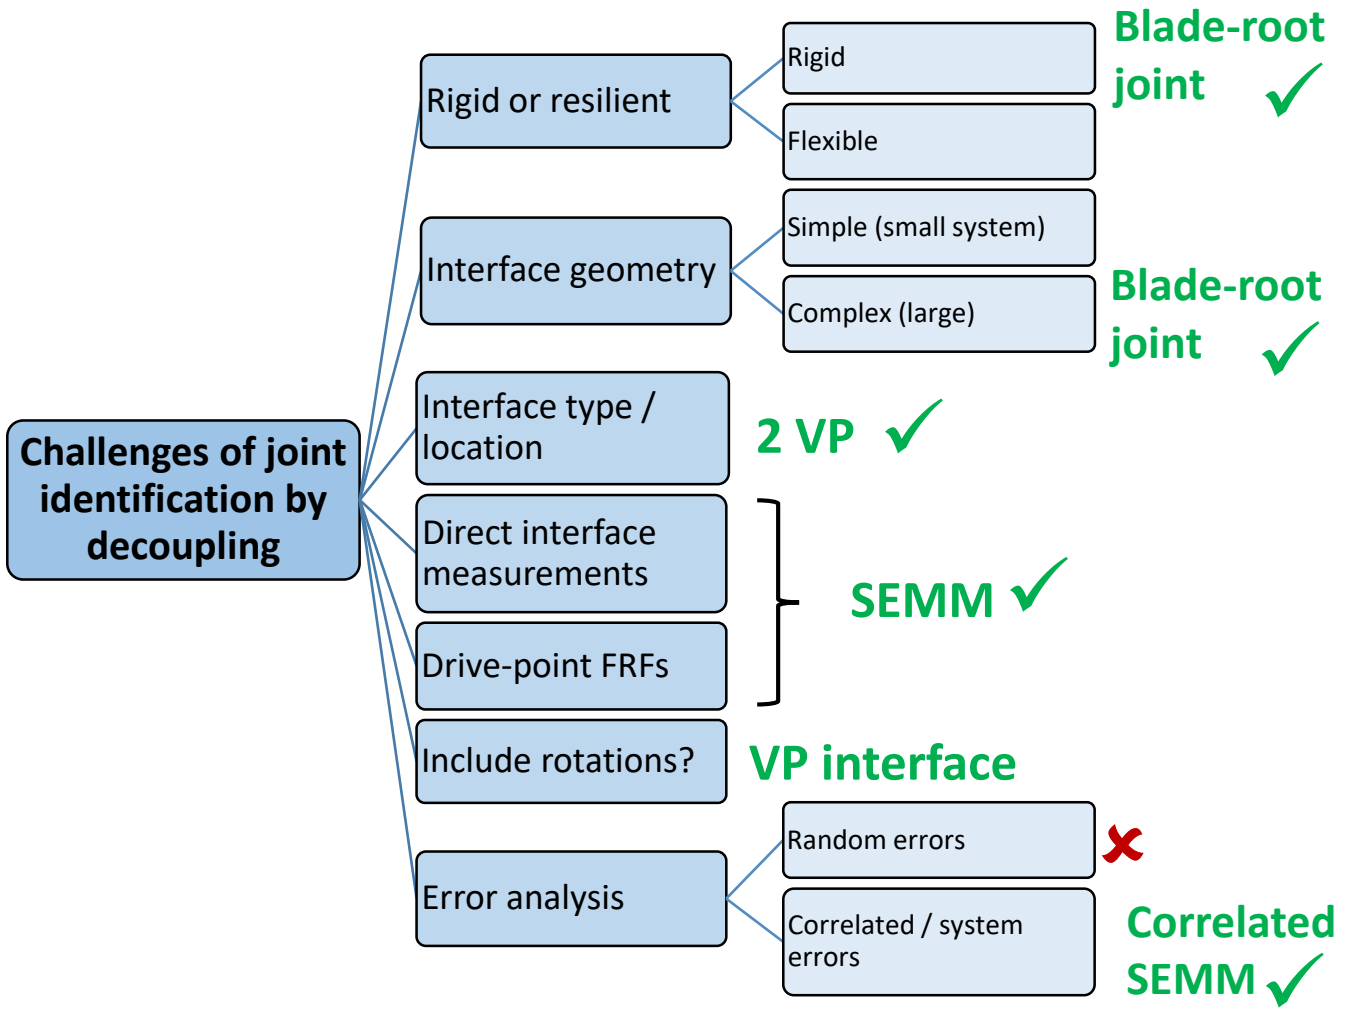 Challenges of joint
identification by
decoupling
Rigid or resilient
Rigid
Blade-root
joint
Flexible
Interface geometry
Simple (small system)
Complex (large)
Blade-root
joint
Interface type /
location
2 VP
Direct interface
measurements
Drive-point FRFs
SEMM
Include rotations?
VP interface
Error analysis
Random errors
Correlated / system
errors
Correlated
SEMM